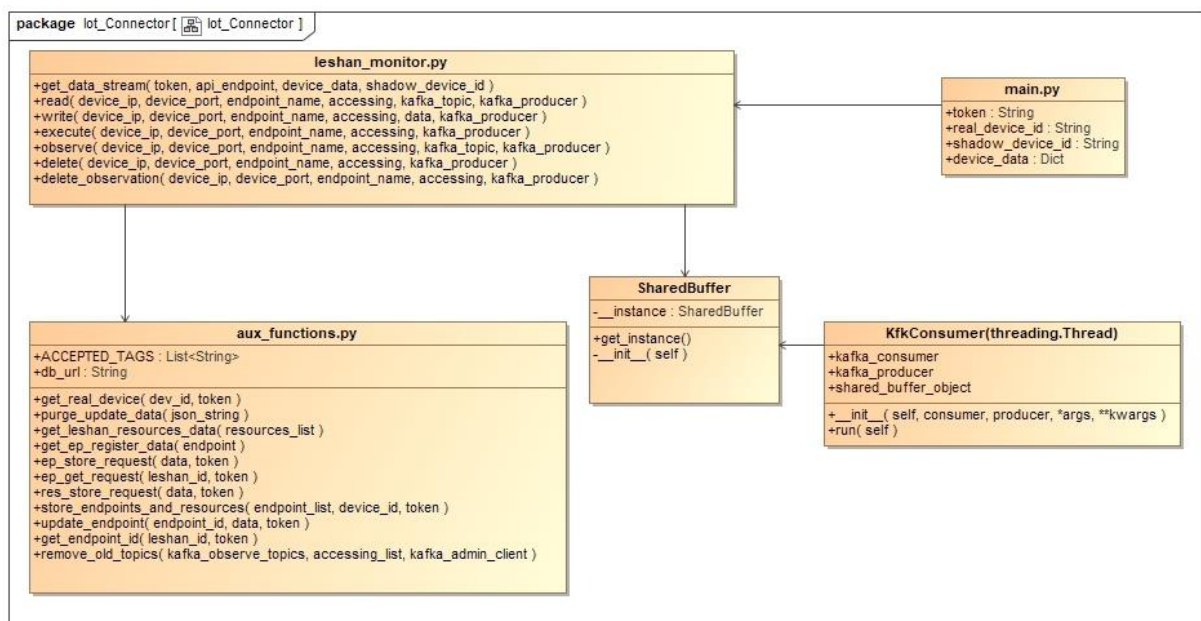 package Iot_Connector [ Iot_Connector ]
leshan_monitor.py
+get_data_stream( token, api_endpoint, device_data, shadow_device_id )
+read( device_ip, device_port, endpoint_name, accessing, kafka_topic, kafka_producer )
+write( device_ip, device_port, endpoint_name, accessing, data, kafka_producer )
+execute( device_ip, device_port, endpoint_name, accessing, kafka_producer )
+observe( device_ip, device_port, endpoint_name, accessing, kafka_topic, kafka_producer )
+delete( device_ip, device_port, endpoint_name, accessing, kafka_producer )
+delete_observation( device_ip, device_port, endpoint_name, accessing, kafka_producer )
main.py
+token : String
+real_device_id : String
+shadow_device_id : String
+device_data : Dict
SharedBuffer
-__instance : SharedBuffer
+get_instance()
-__init__( self )
KfkConsumer(threading.Thread)
+kafka_consumer
+kafka_producer
+shared_buffer_object
+__init__( self, consumer, producer, *args, **kwargs )
+run( self )
aux_functions.py
+ACCEPTED_TAGS : List<String>
+db_url : String
+get_real_device( dev_id, token )
+purge_update_data( json_string )
+get_leshan_resources_data( resources_list )
+get_ep_register_data( endpoint )
+ep_store_request( data, token )
+ep_get_request( leshan_id, token )
+res_store_request( data, token )
+store_endpoints_and_resources( endpoint_list, device_id, token )
+update_endpoint( endpoint_id, data, token )
+get_endpoint_id( leshan_id, token )
+remove_old_topics( kafka_observe_topics, accessing_list, kafka_admin_client )